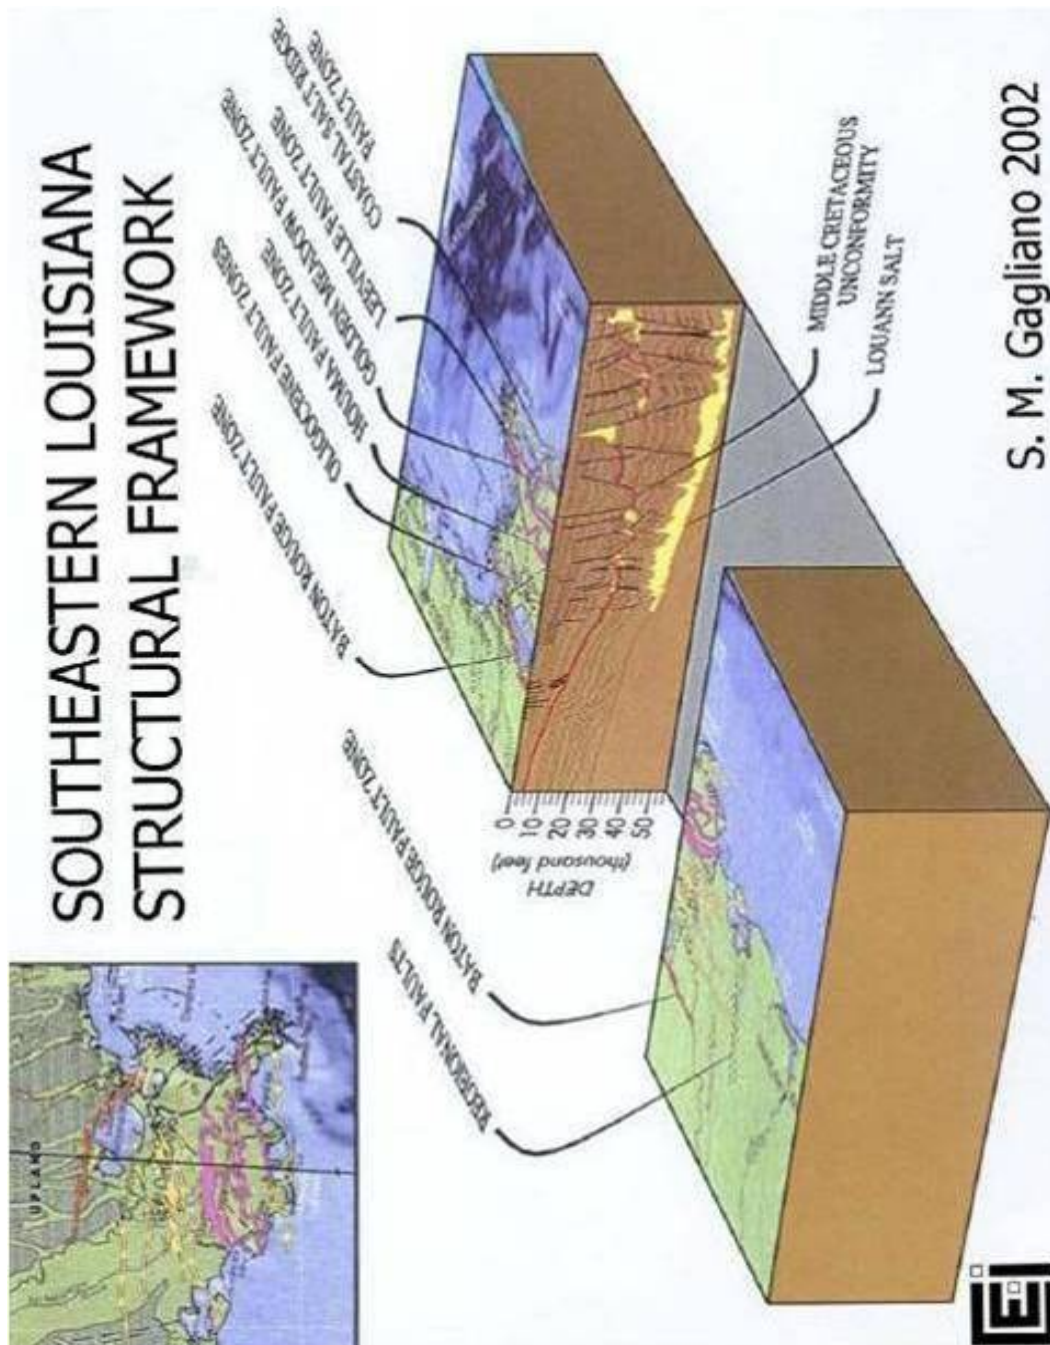 SOUTHEASTERN LOUISIANA
STRUCTURAL FRAMEWORK
COASTAL SALT RIDGE
FAULT ZONE
LEEVILLE FAULT ZONE
GOLDEN MEADOW FAULT ZONE
HOUMA FAULT ZONE
OLIGOCENE FAULT ZONES
BATON ROUGE FAULT ZONE
BATON ROUGE FAULT ZONE
REGIONAL FAULTS
DEPTH
(thousand feet)
0
10
20
30
40
50
MIDDLE CRETACEOUS
UNCONFORMITY
LOUANN SALT
UPLAND
S. M. Gagliano 2002
CEI